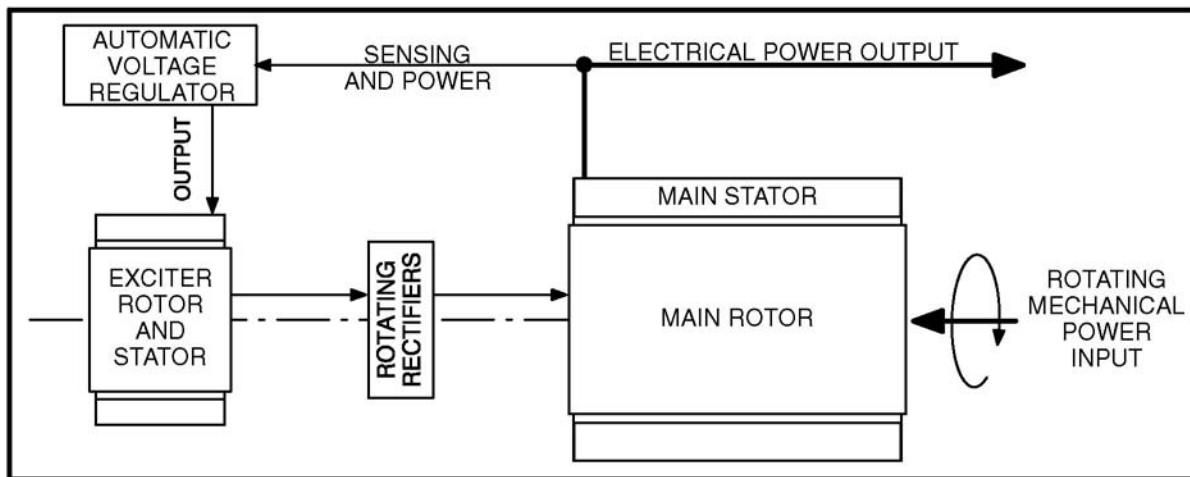 AUTOMATIC
VOLTAGE
REGULATOR
SENSING
AND POWER
ELECTRICAL POWER OUTPUT
OUTPUT
MAIN STATOR
EXCITER
ROTOR
AND
STATOR
ROTATING
RECTIFIERS
MAIN ROTOR
ROTATING
MECHANICAL
POWER
INPUT